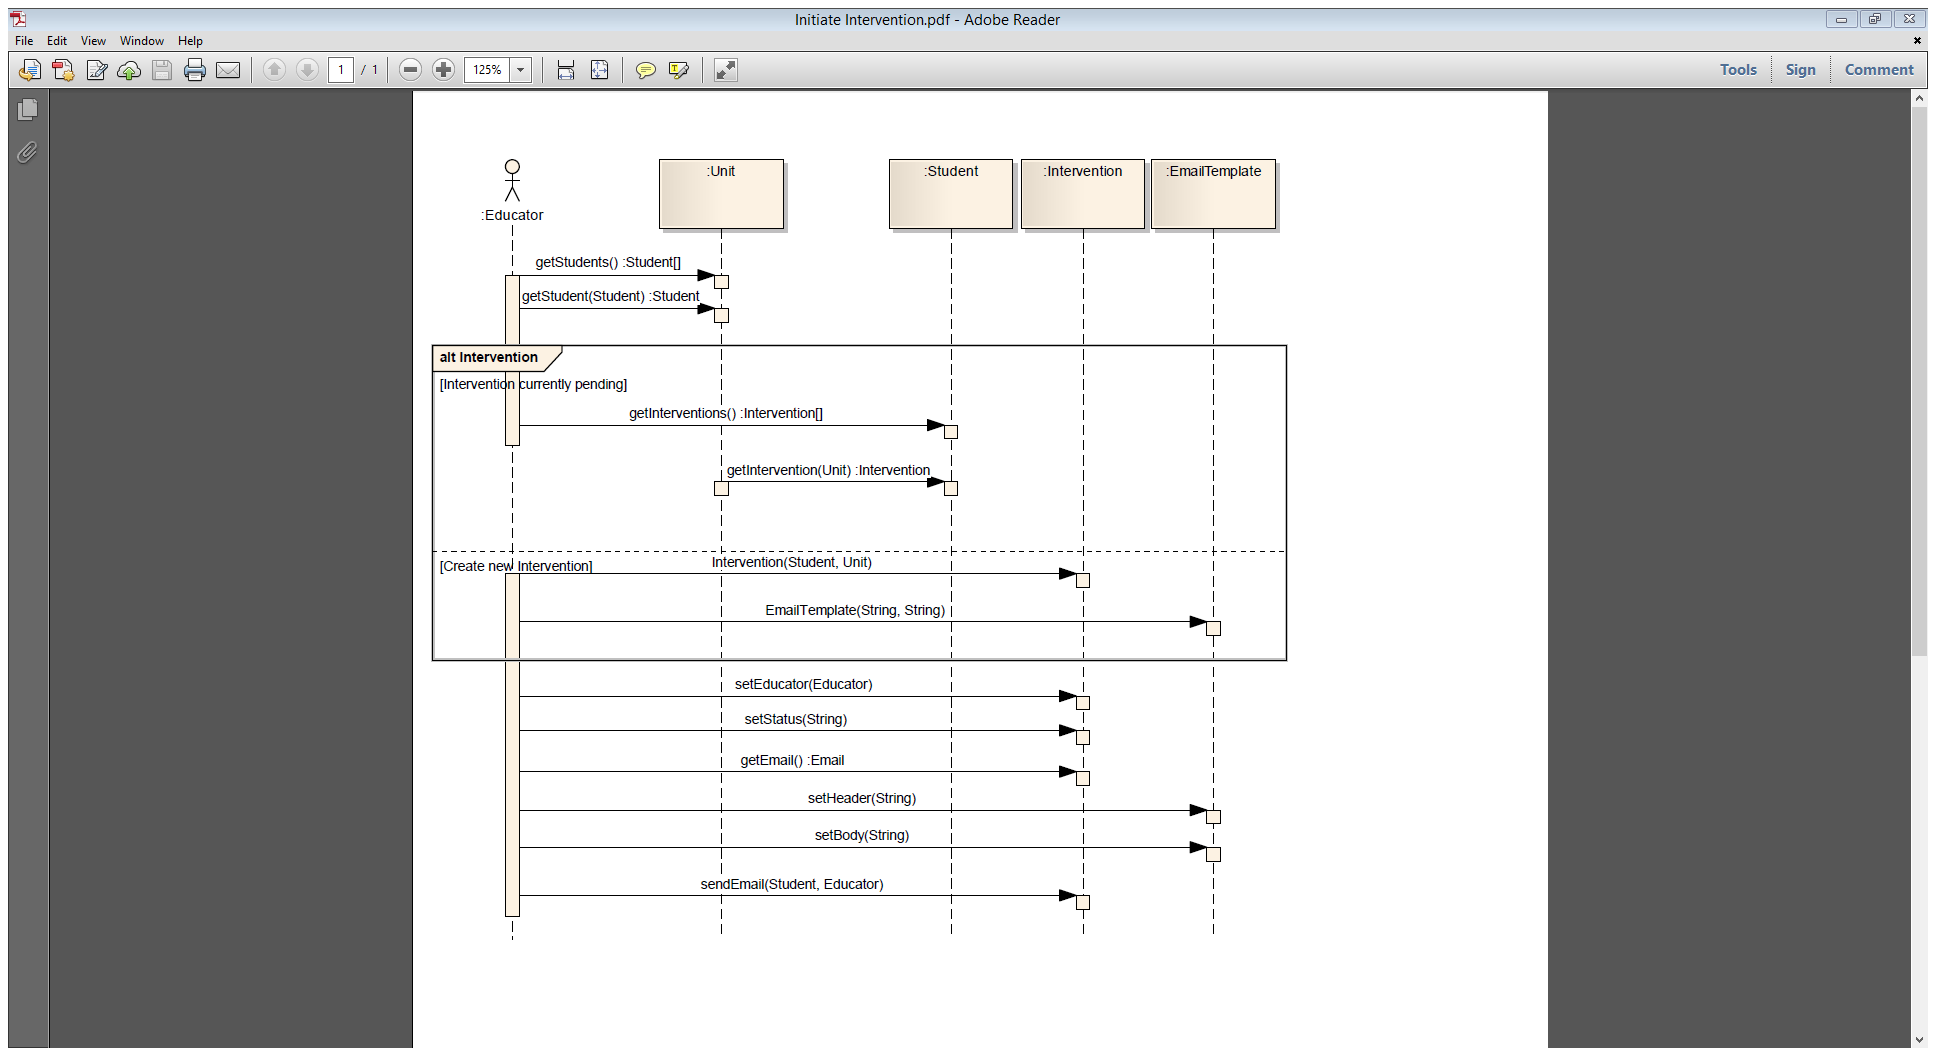 Initiate Intervention.pdf - Adobe Reader
File Edit View Window Help
1 / 1 125% Tools Sign Comment
:Educator
:Unit
:Student
:Intervention
:EmailTemplate
getStudents() :Student[]
getStudent(Student) :Student
alt Intervention
[Intervention currently pending]
getInterventions() :Intervention[]
getIntervention(Unit) :Intervention
[Create new Intervention]
Intervention(Student, Unit)
EmailTemplate(String, String)
setEducator(Educator)
setStatus(String)
getEmail() :Email
setHeader(String)
setBody(String)
sendEmail(Student, Educator)